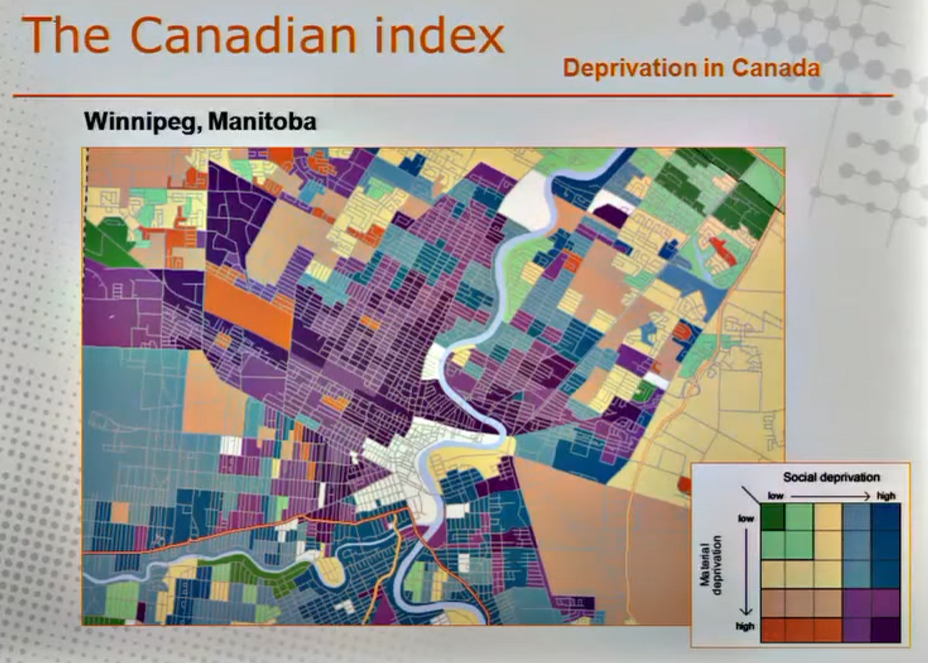 The Canadian index
Deprivation in Canada
Winnipeg, Manitoba
Social deprivation
low
high
low
Material
deprivation
high